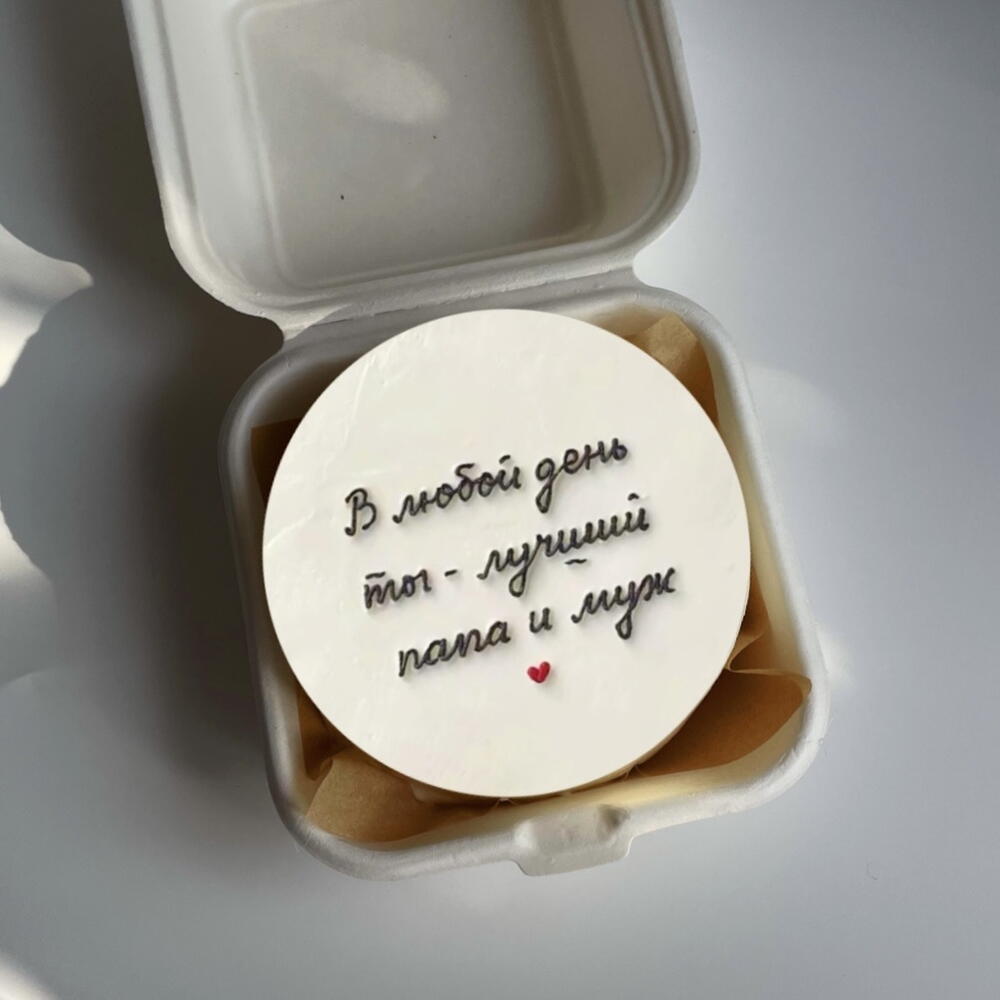 В любой день
ты - лучший
папа и муж